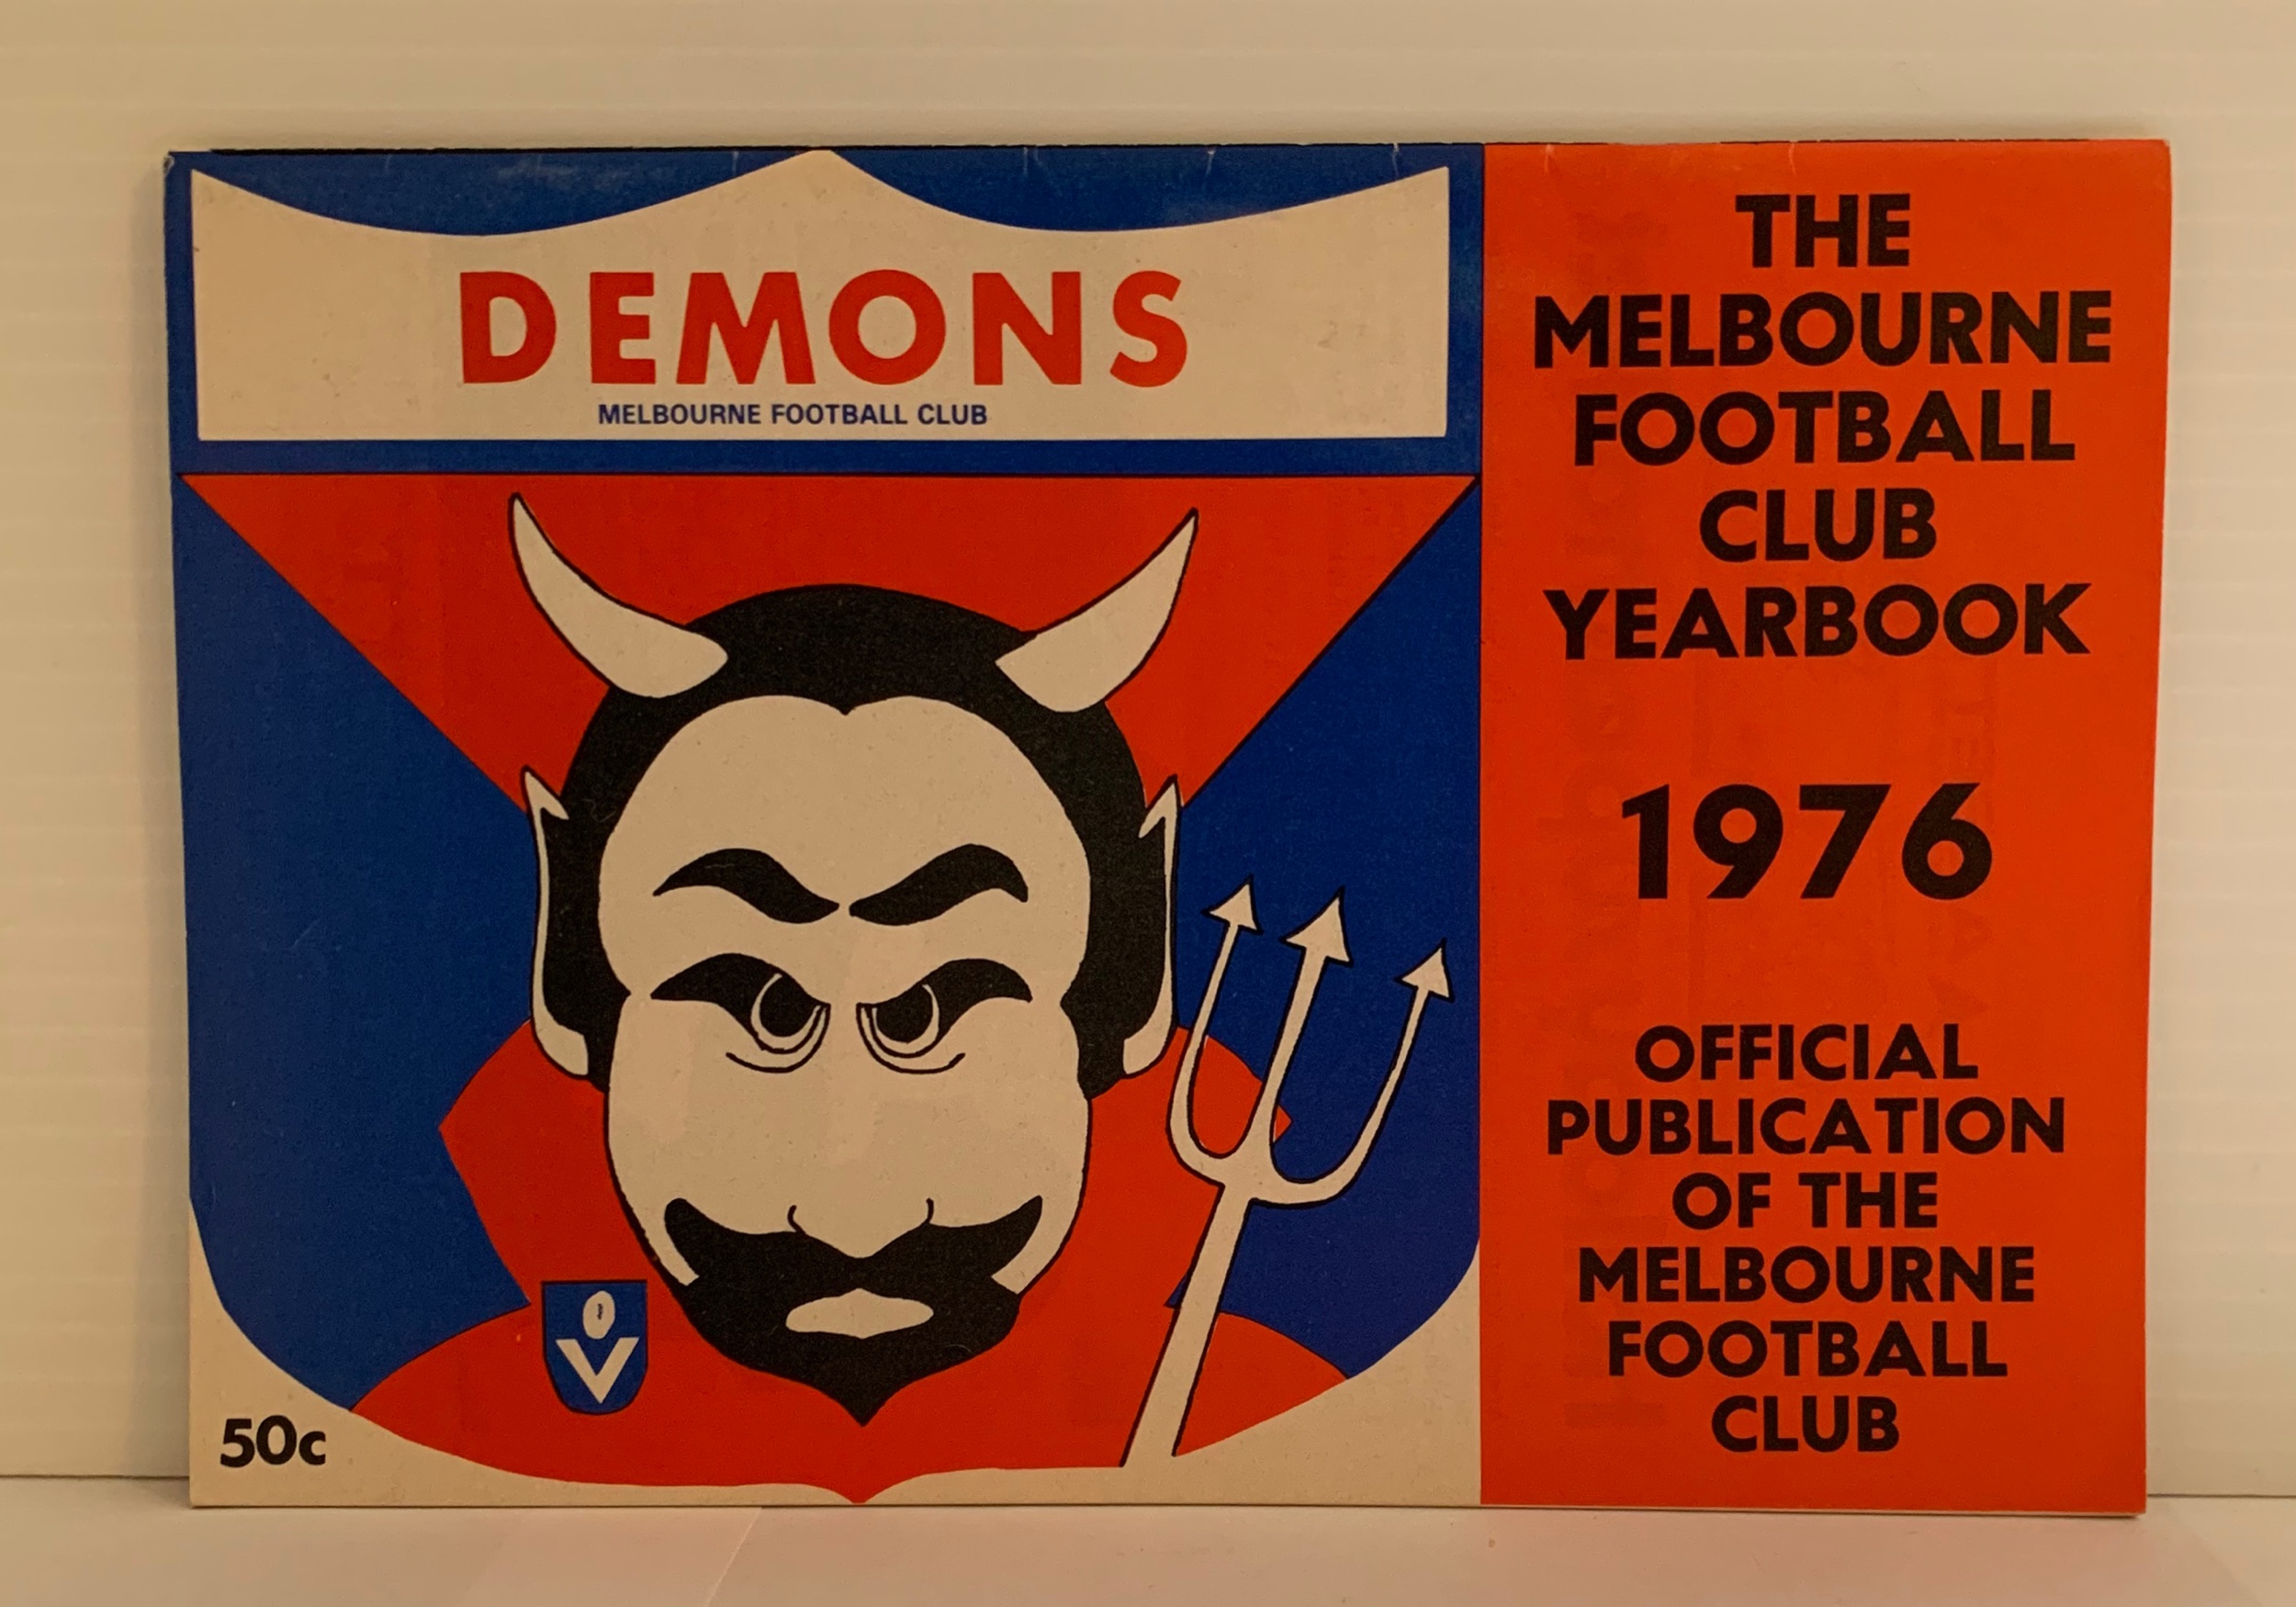 DEMONS
MELBOURNE FOOTBALL CLUB
50c
THE
MELBOURNE
FOOTBALL
CLUB
YEARBOOK
1976
OFFICIAL
PUBLICATION
OF THE
MELBOURNE
FOOTBALL
CLUB